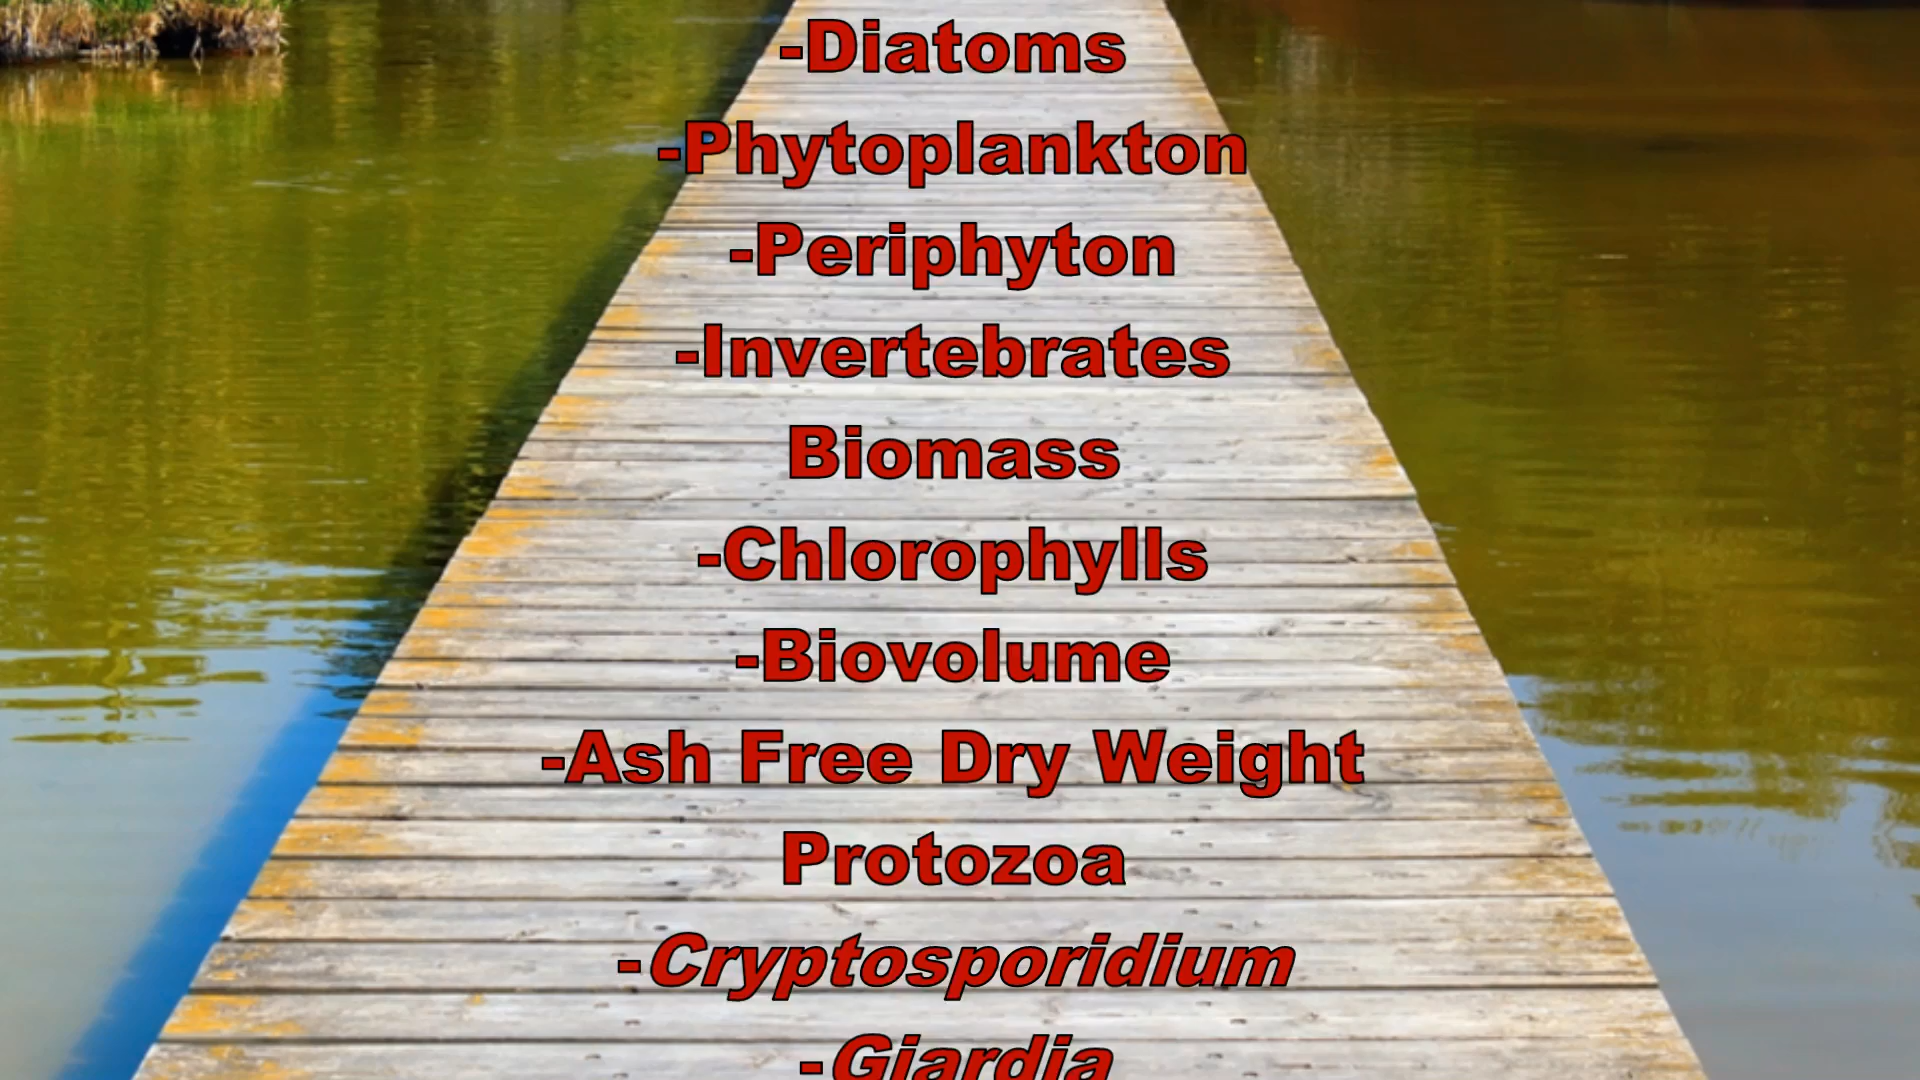 -Diatoms
-Phytoplankton
-Periphyton
-Invertebrates
Biomass
-Chlorophylls
-Biovolume
-Ash Free Dry Weight
Protozoa
-Cryptosporidium
-Giardia